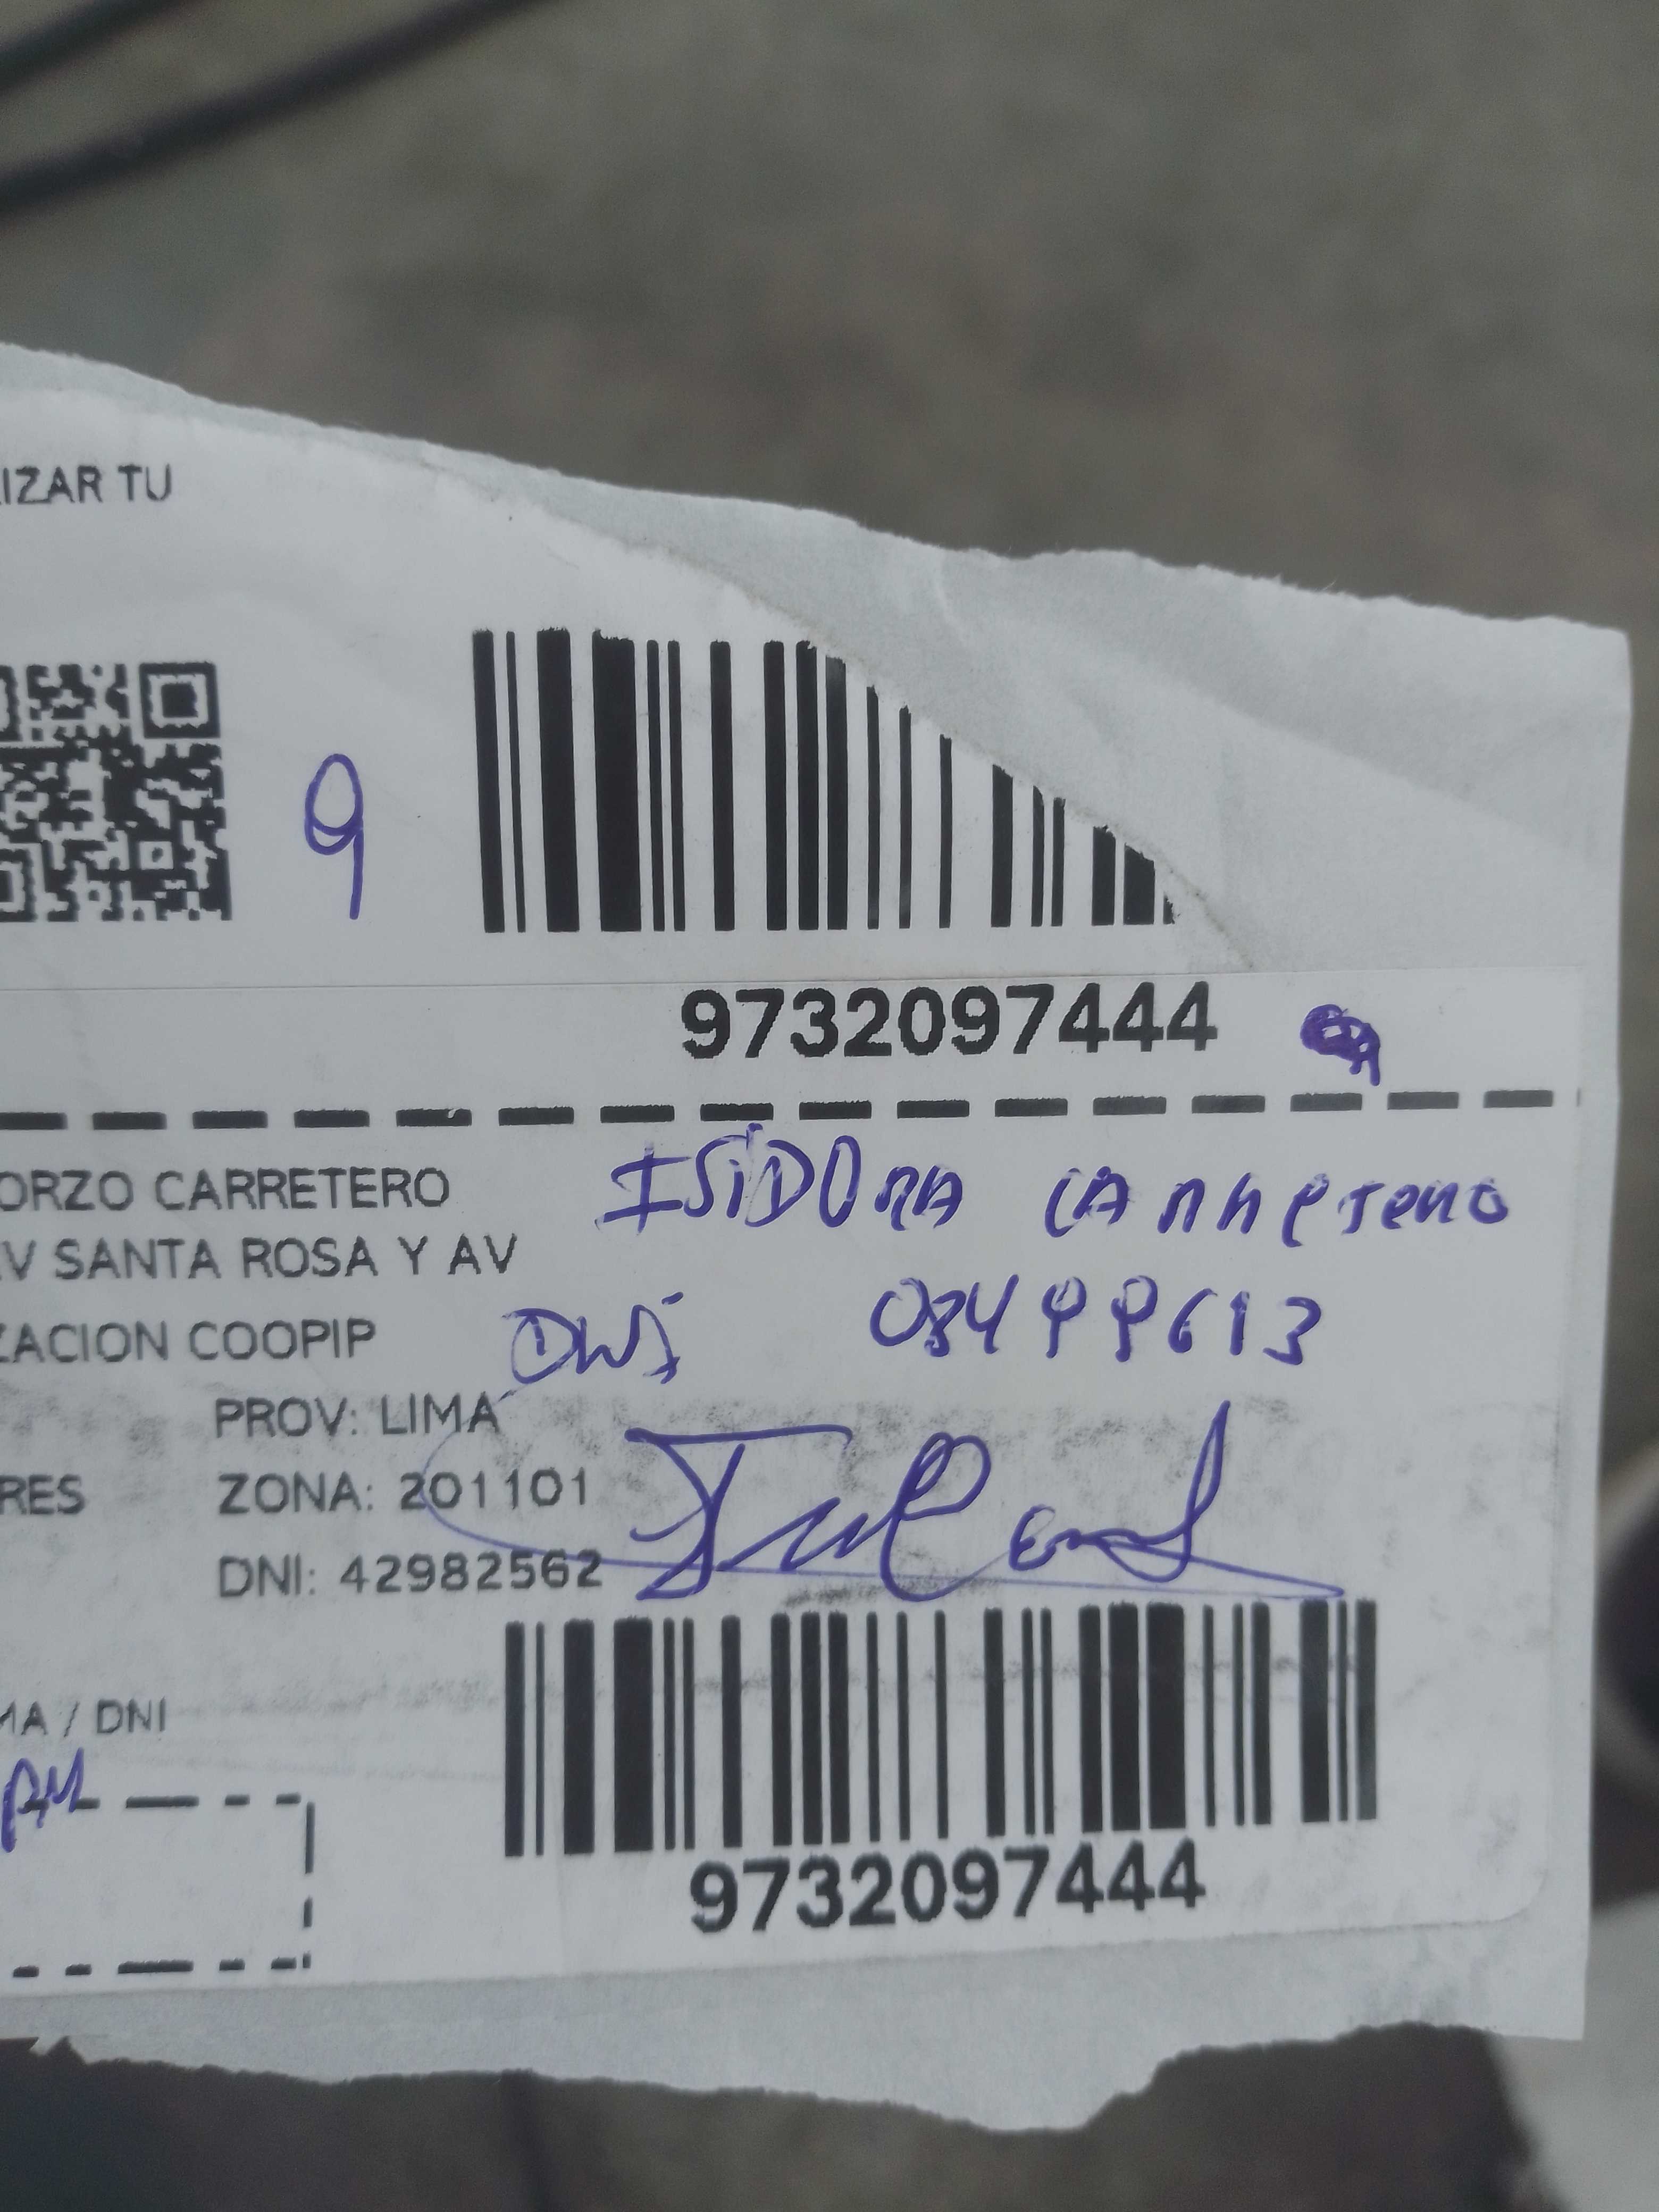 IZAR TU
9
9732097444
ORZO CARRETERO
ISIDORA CARRETERO
V SANTA ROSA Y AV
ZACION COOPIP
DNI 08499613
PROV: LIMA
RES
ZONA: 201101
DNI: 42982562
MA / DNI
9732097444